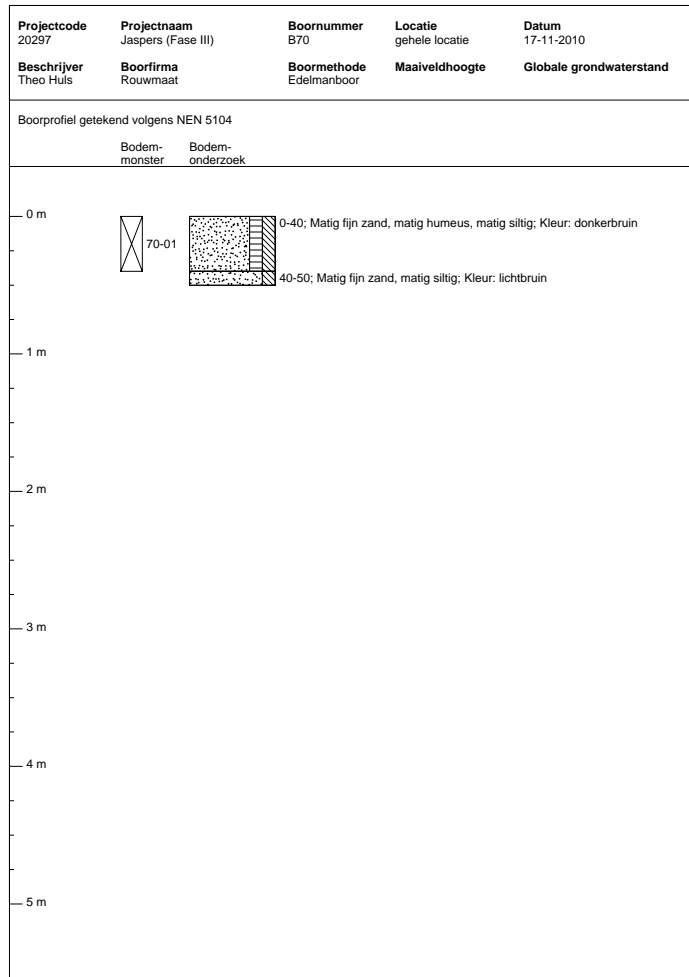 Projectcode Projectnaam Boornummer Locatie Datum
20297 Jaspers (Fase III) B70 gehele locatie 17-11-2010
Beschrijver Boorfirma Boormethode Maaiveldhoogte Globale grondwaterstand
Theo Huls Rouwmaat Edelmanboor
Boorprofiel getekend volgens NEN 5104
Bodem- Bodem-
monster onderzoek
0 m
0-40; Matig fijn zand, matig humeus, matig siltig; Kleur: donkerbruin
70-01
40-50; Matig fijn zand, matig siltig; Kleur: lichtbruin
1 m
2 m
3 m
4 m
5 m